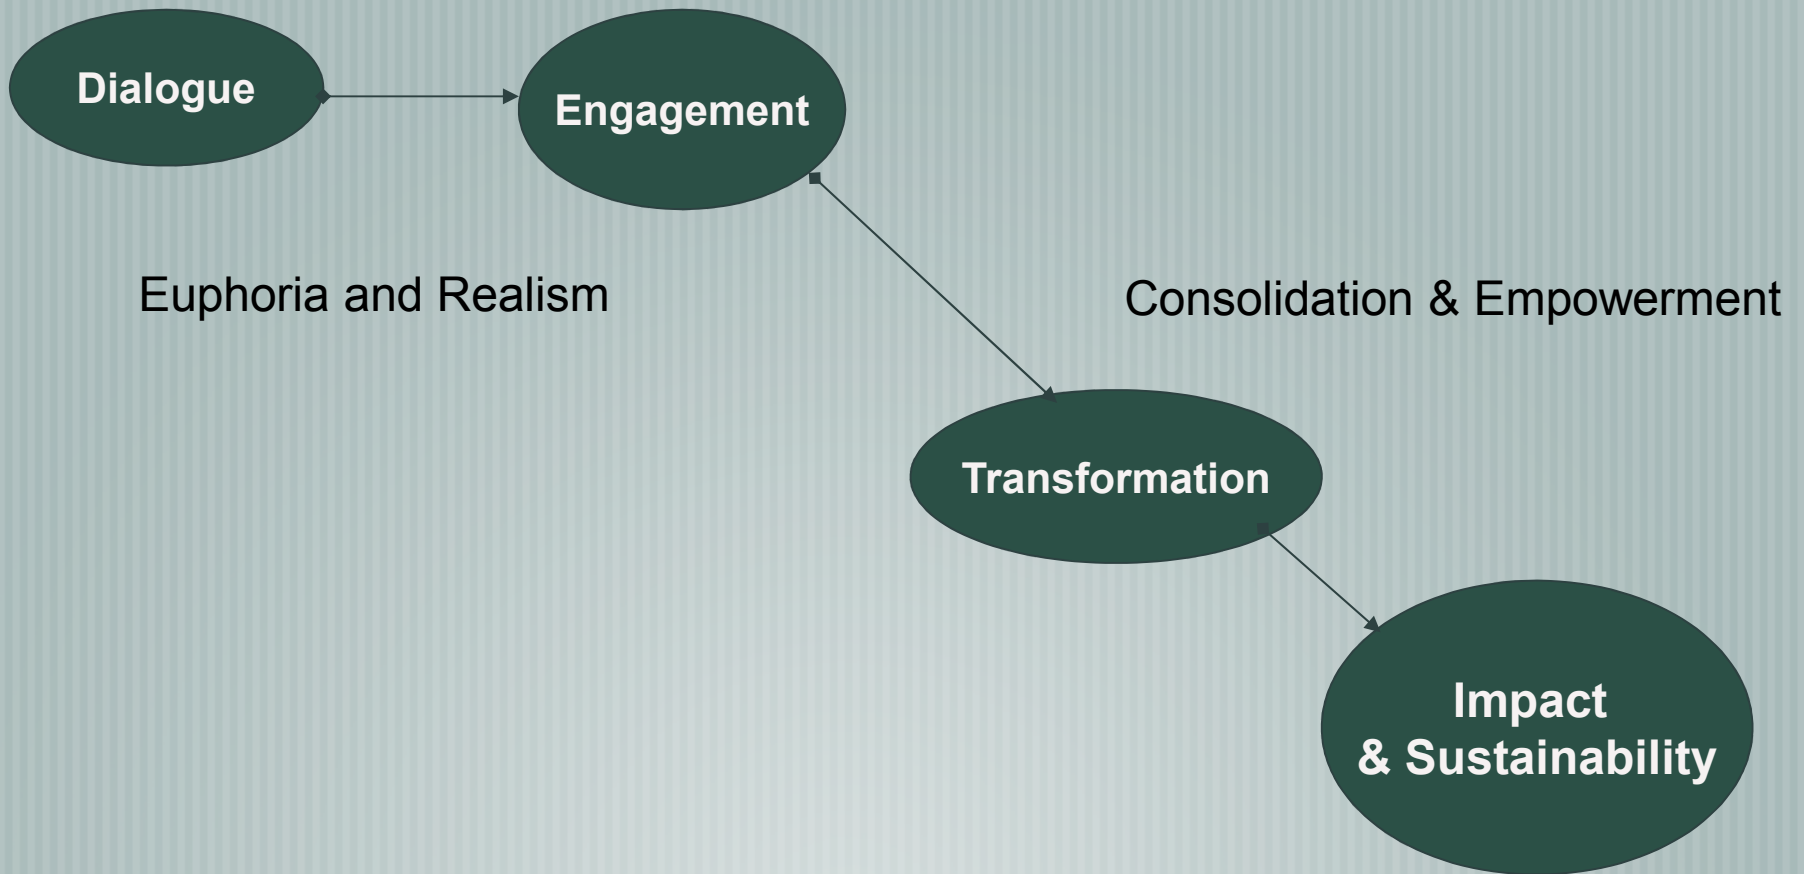 Dialogue
Engagement
Euphoria and Realism
Consolidation & Empowerment
Transformation
Impact
& Sustainability